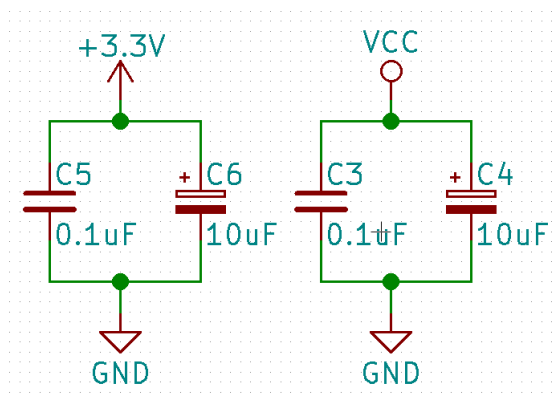 +3.3V
VCC
+
C5
C6
+
C3
C4
0.1uF
10uF
0.1uF
10uF
GND
GND